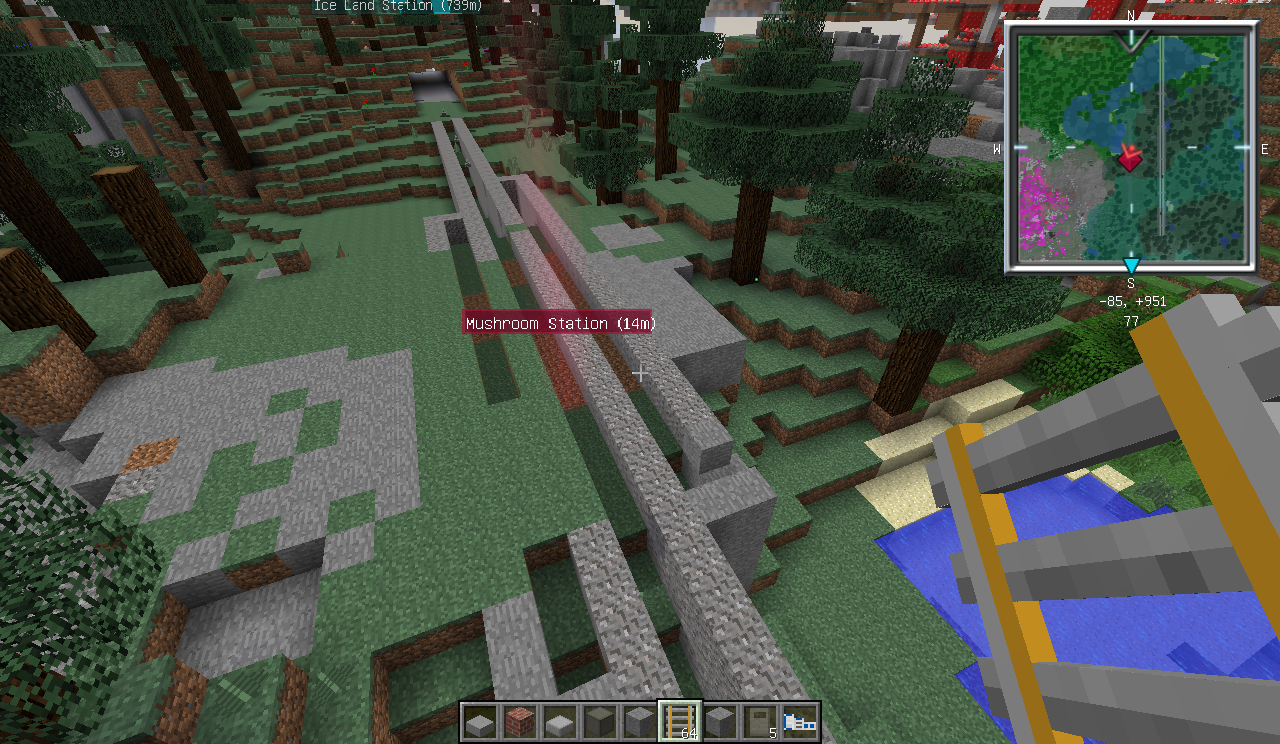 Ice Land Station (739m)
N
W
E
S
-85, +951
77
Mushroom Station (14m)
64
5